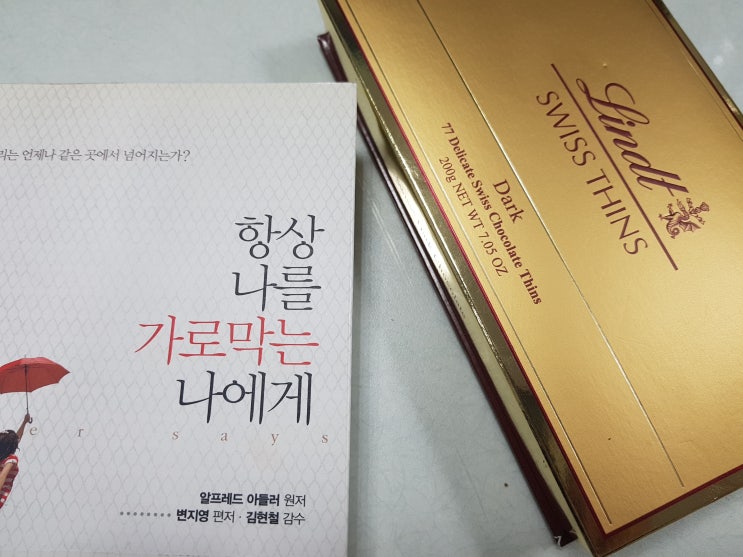 리는 언제나 같은 곳에서 넘어지는가?
항상
나를
가로막는
나에게
er says
알프레드 아들러 원저
변지영 편저 · 김현철 감수
Lindt
SWISS THINS
Dark
77 Delicate Swiss Chocolate Thins
200g NET WT 7.05 OZ